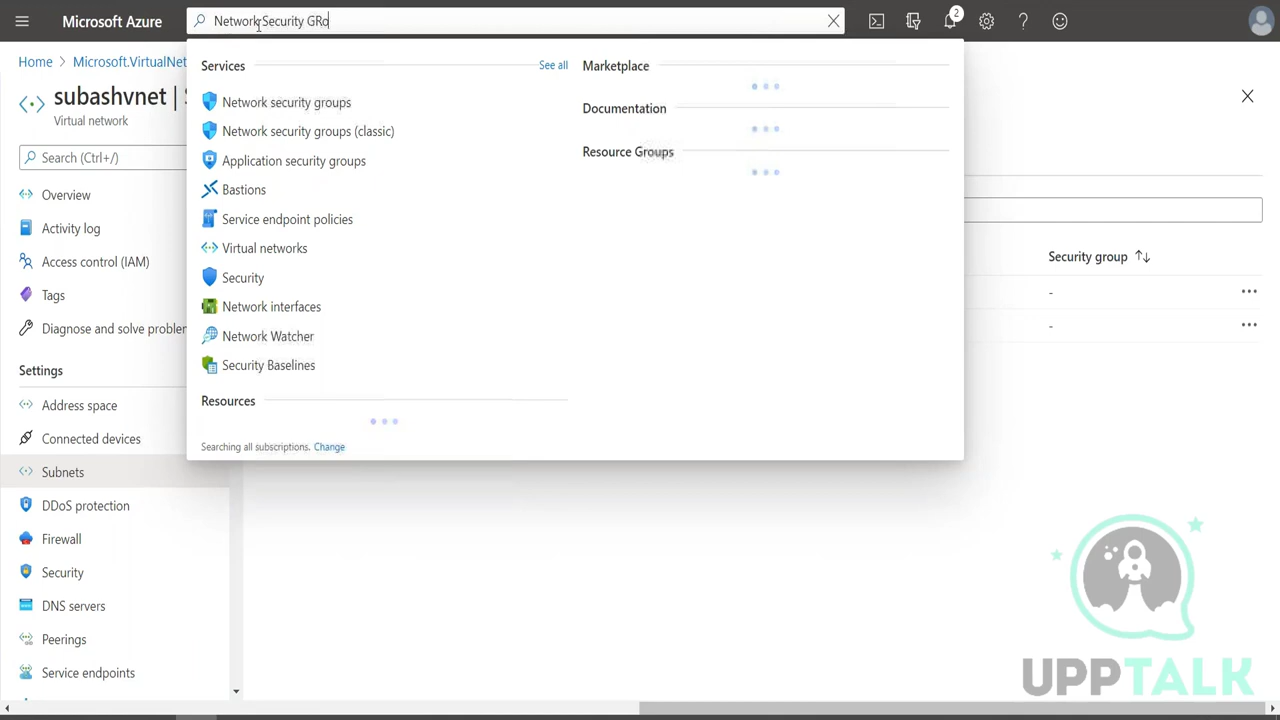 Microsoft Azure
Network Security GRo
2
Home > Microsoft.VirtualNet
subashvnet | S
Virtual network
Search (Ctrl+/)
Overview
Activity log
Access control (IAM)
Tags
Diagnose and solve problem
Settings
Address space
Connected devices
Subnets
DDoS protection
Firewall
Security
DNS servers
Peerings
Service endpoints
Services
See all
Network security groups
Network security groups (classic)
Application security groups
Bastions
Service endpoint policies
Virtual networks
Security
Network interfaces
Network Watcher
Security Baselines
Resources
Searching all subscriptions. Change
Marketplace
Documentation
Resource Groups
Security group
-
-
UPPTALK